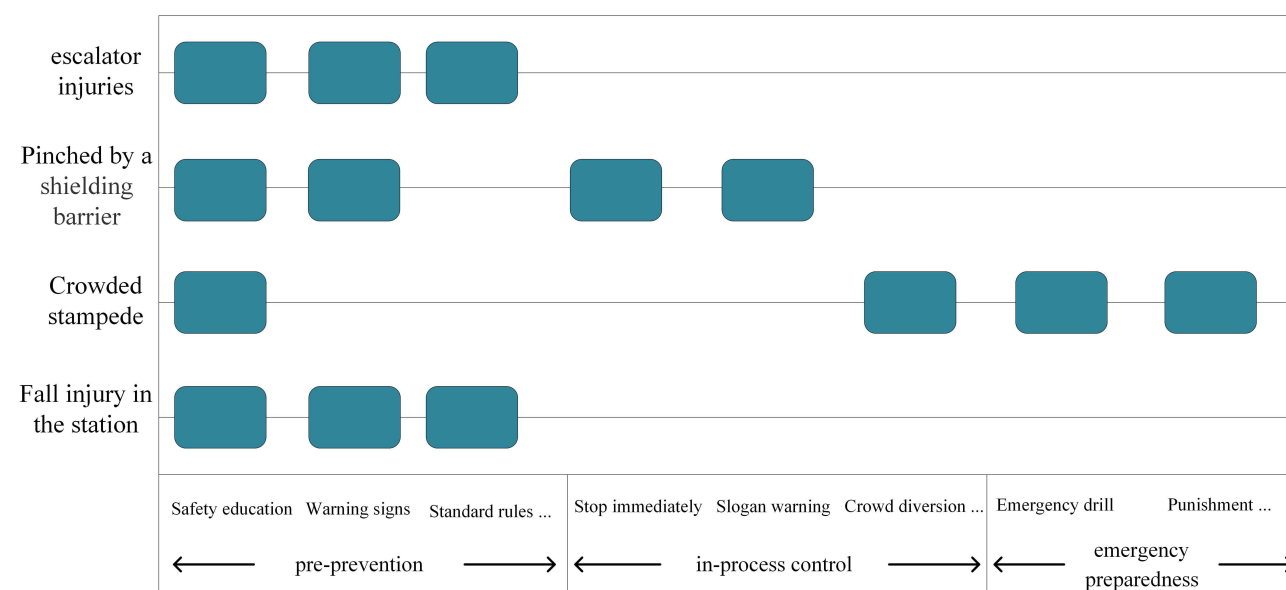 escalator
injuries
Pinched by a
shielding
barrier
Crowded
stampede
Fall injury in
the station
Safety education Warning signs Standard rules ... Stop immediately Slogan warning Crowd diversion ... Emergency drill Punishment ...
pre-prevention in-process control emergency
preparedness